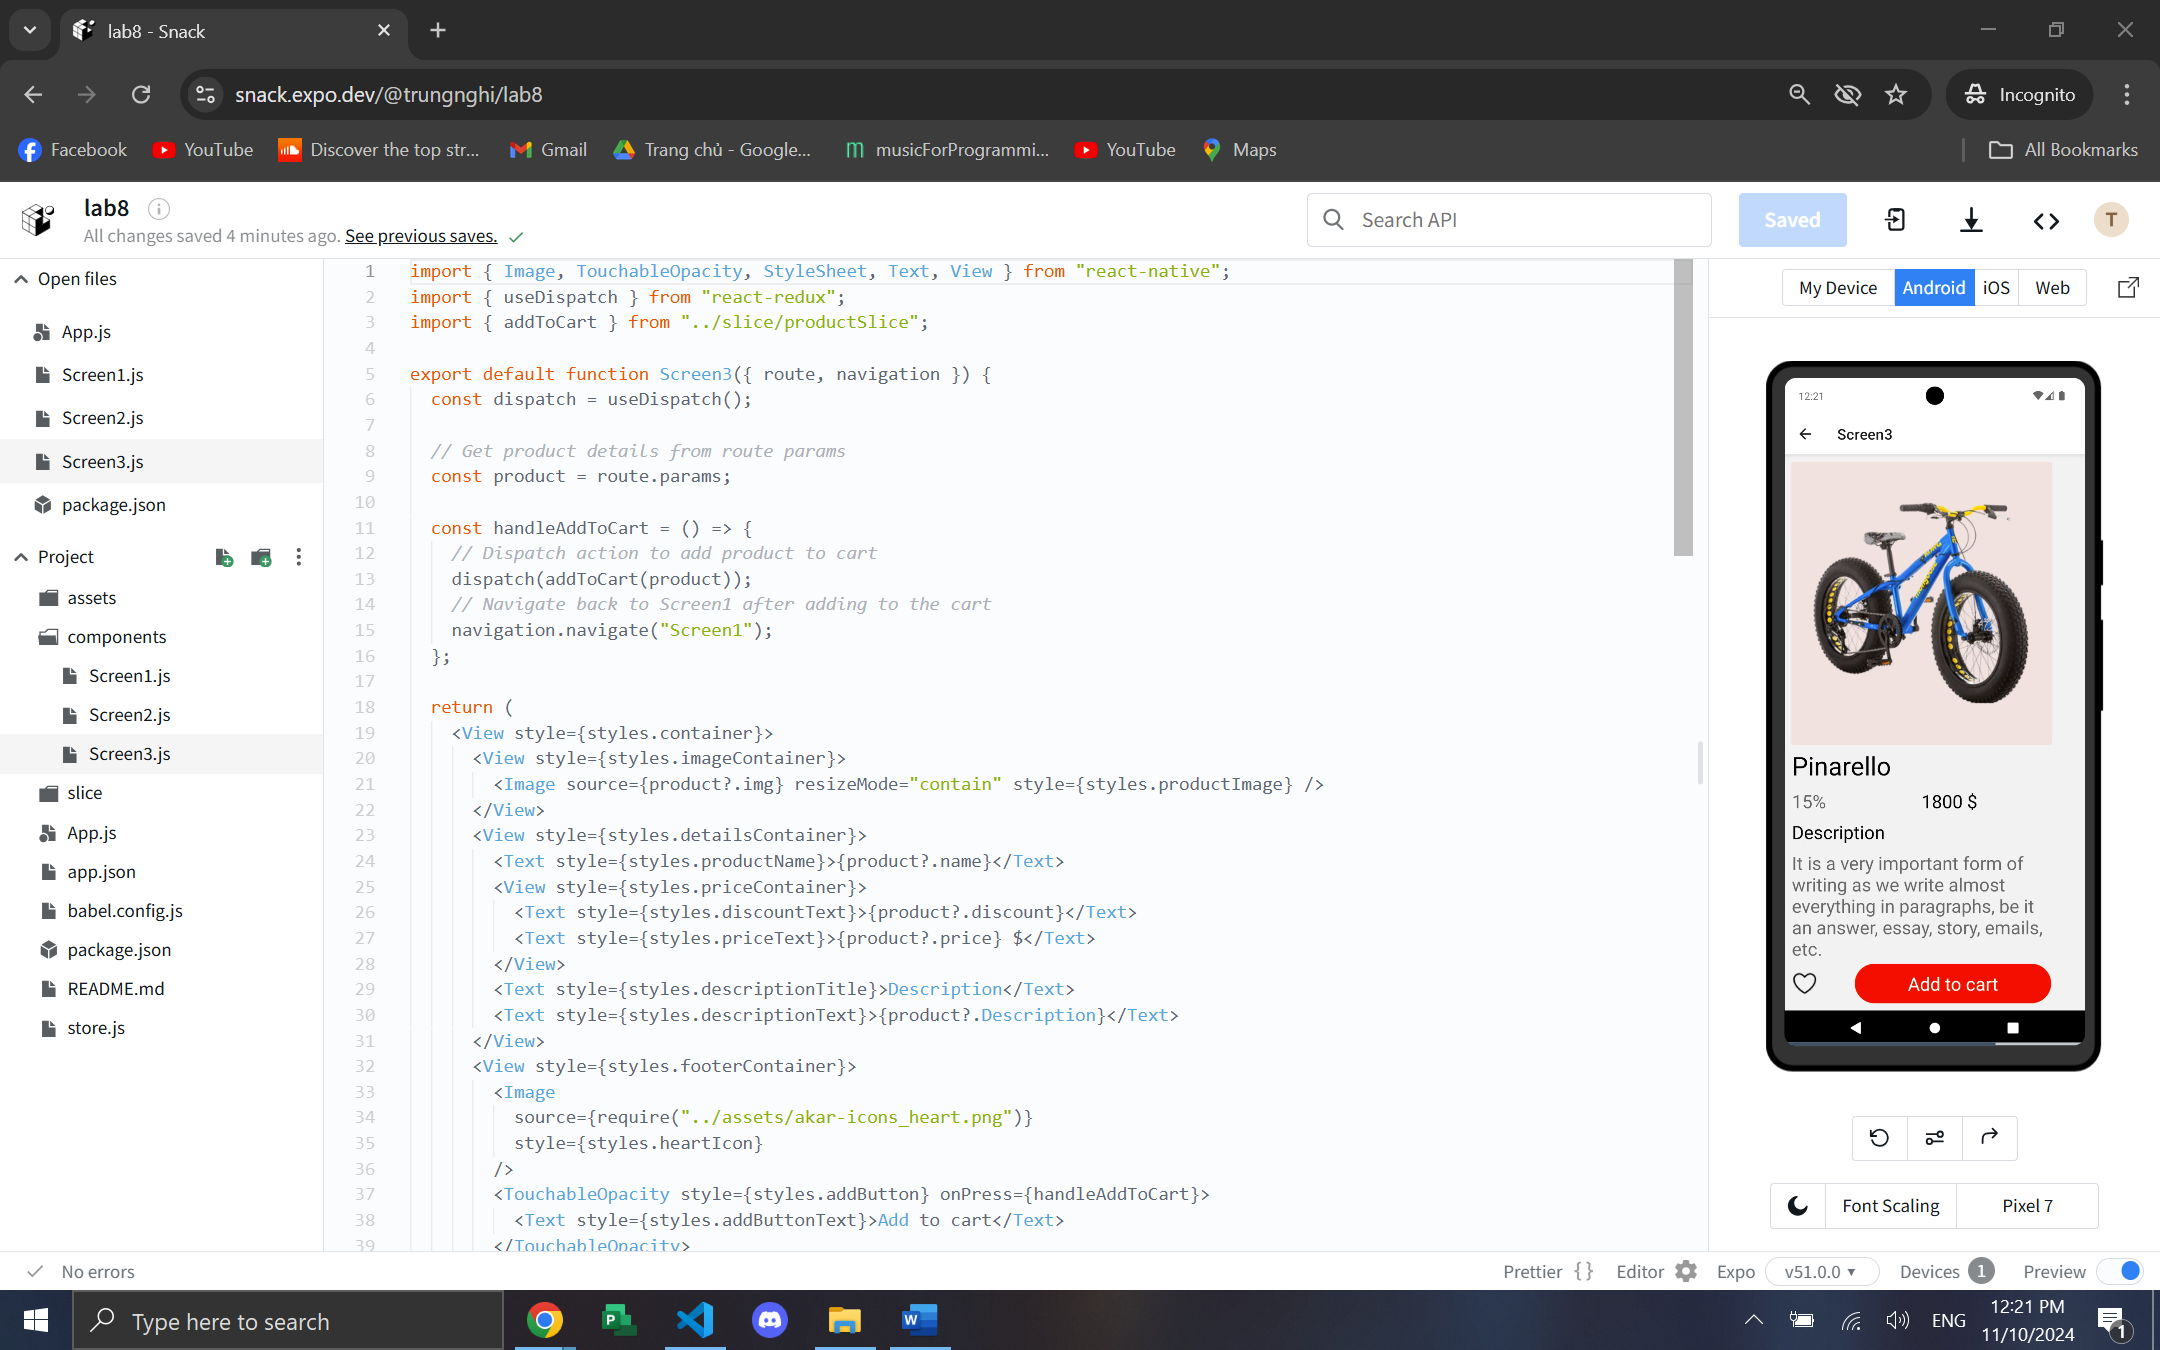 lab8 - Snack
snack.expo.dev/@trungnghi/lab8
Incognito
Facebook YouTube Discover the top str... Gmail Trang chủ - Google... musicForProgrammi... YouTube Maps All Bookmarks
lab8
All changes saved 4 minutes ago. See previous saves.
Search API
Saved
T
Open files
App.js
Screen1.js
Screen2.js
Screen3.js
package.json
Project
assets
components
Screen1.js
Screen2.js
Screen3.js
slice
App.js
app.json
babel.config.js
package.json
README.md
store.js
1 import { Image, TouchableOpacity, StyleSheet, Text, View } from "react-native";
2 import { useDispatch } from "react-redux";
3 import { addToCart } from "../slice/productSlice";
4
5 export default function Screen3({ route, navigation }) {
6 const dispatch = useDispatch();
7
8 // Get product details from route params
9 const product = route.params;
10
11 const handleAddToCart = () => {
12 // Dispatch action to add product to cart
13 dispatch(addToCart(product));
14 // Navigate back to Screen1 after adding to the cart
15 navigation.navigate("Screen1");
16 };
17
18 return (
19 <View style={styles.container}>
20 <View style={styles.imageContainer}>
21 <Image source={product?.img} resizeMode="contain" style={styles.productImage} />
22 </View>
23 <View style={styles.detailsContainer}>
24 <Text style={styles.productName}>{product?.name}</Text>
25 <View style={styles.priceContainer}>
26 <Text style={styles.discountText}>{product?.discount}</Text>
27 <Text style={styles.priceText}>{product?.price} $</Text>
28 </View>
29 <Text style={styles.descriptionTitle}>Description</Text>
30 <Text style={styles.descriptionText}>{product?.Description}</Text>
31 </View>
32 <View style={styles.footerContainer}>
33 <Image
34 source={require("../assets/akar-icons_heart.png")}
35 style={styles.heartIcon}
36 />
37 <TouchableOpacity style={styles.addButton} onPress={handleAddToCart}>
38 <Text style={styles.addButtonText}>Add to cart</Text>
39 </TouchableOpacity>
My Device Android iOS Web
12:21
Screen3
Pinarello
15% 1800 $
Description
It is a very important form of
writing as we write almost
everything in paragraphs, be it
an answer, essay, story, emails,
etc.
Add to cart
Font Scaling Pixel 7
No errors
Prettier {} Editor Expo v51.0.0 Devices 1 Preview
Type here to search
ENG
12:21 PM
11/10/2024
1